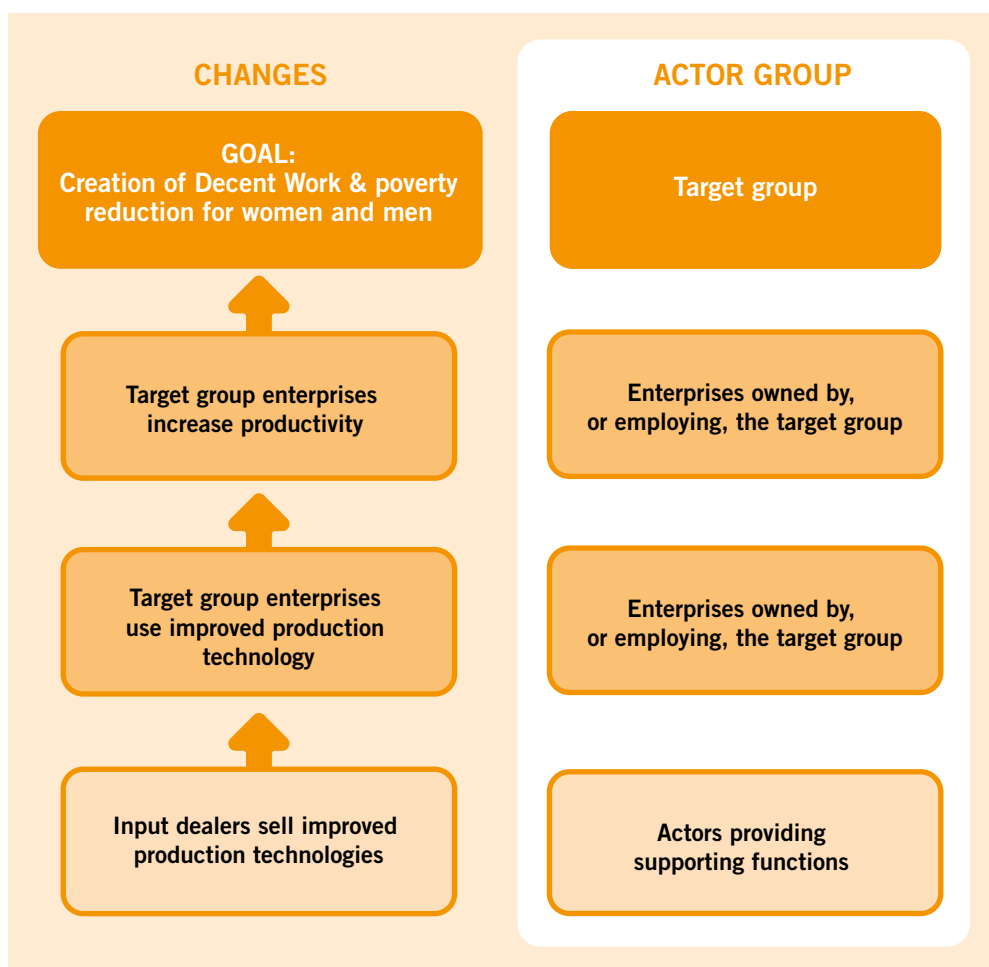 CHANGES
ACTOR GROUP
GOAL:
Creation of Decent Work & poverty
reduction for women and men
Target group
Target group enterprises
increase productivity
Enterprises owned by,
or employing, the target group
Target group enterprises
use improved production
technology
Enterprises owned by,
or employing, the target group
Input dealers sell improved
production technologies
Actors providing
supporting functions